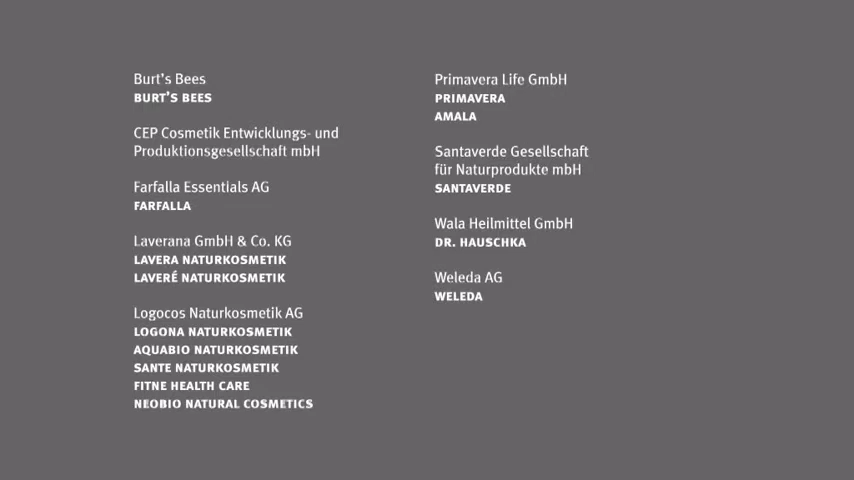 Burt's Bees
BURT'S BEES
CEP Cosmetik Entwicklungs- und
Produktionsgesellschaft mbH
Farfalla Essentials AG
FARFALLA
Laverana GmbH & Co. KG
LAVERA NATURKOSMETIK
LAVERÉ NATURKOSMETIK
Logocos Naturkosmetik AG
LOGONA NATURKOSMETIK
AQUABIO NATURKOSMETIK
SANTE NATURKOSMETIK
FITNE HEALTH CARE
NEOBIO NATURAL COSMETICS
Primavera Life GmbH
PRIMAVERA
AMALA
Santaverde Gesellschaft
für Naturprodukte mbH
SANTAVERDE
Wala Heilmittel GmbH
DR. HAUSCHKA
Weleda AG
WELEDA